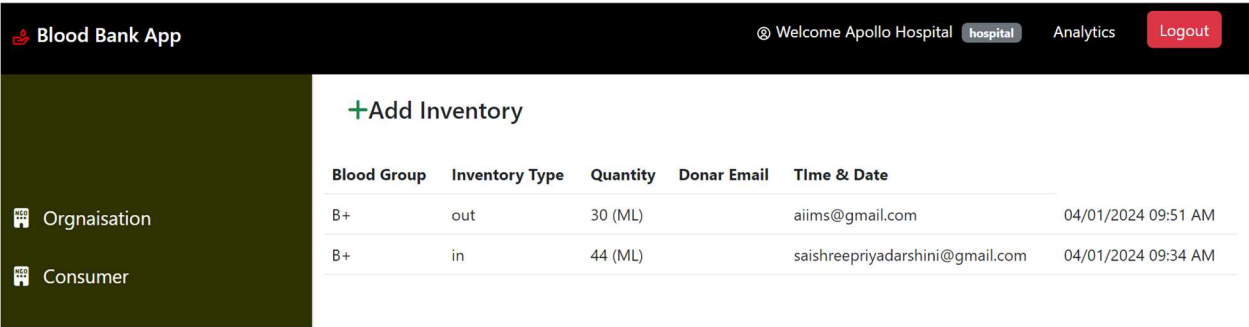 Blood Bank App
Welcome Apollo Hospital hospital Analytics Logout
Add Inventory
Blood Group Inventory Type Quantity Donar Email TIme & Date
Orgnaisation
B+ out 30 (ML) aiims@gmail.com 04/01/2024 09:51 AM
B+ in 44 (ML) saishreepriyadarshini@gmail.com 04/01/2024 09:34 AM
Consumer